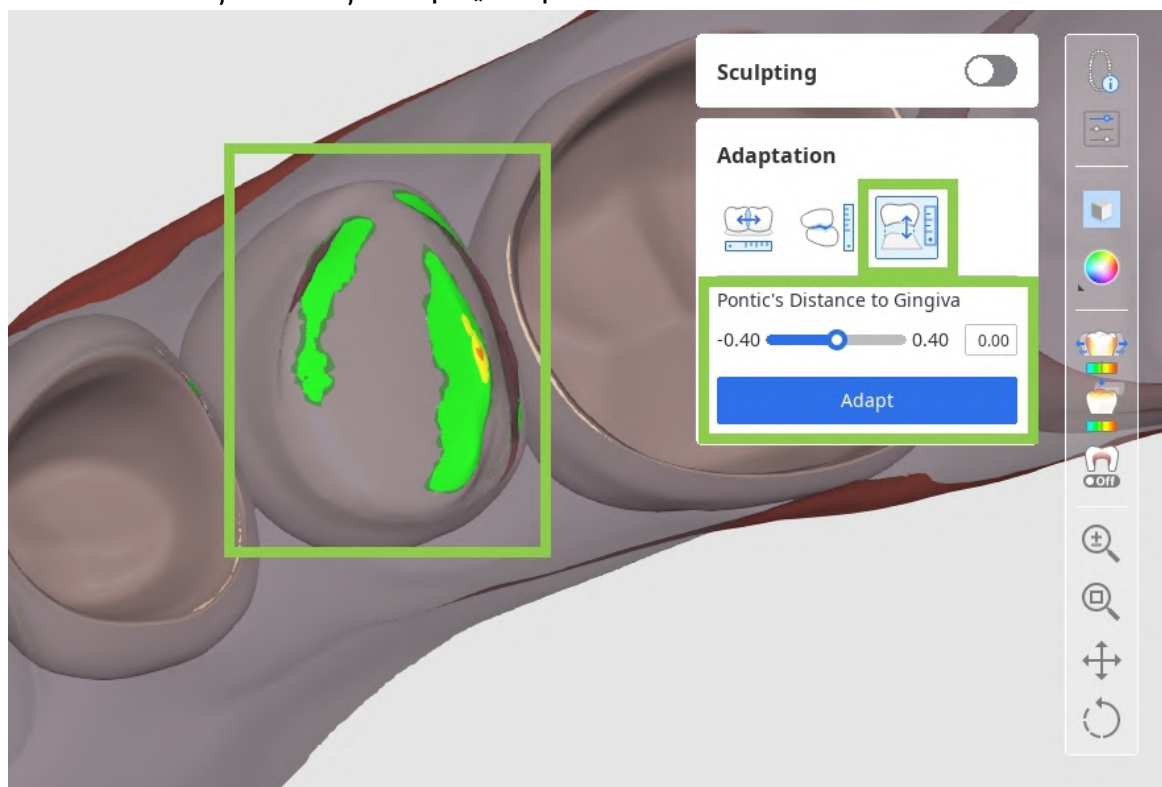 Sculpting
Adaptation
Pontic's Distance to Gingiva
-0.40 0.40 0.00
Adapt
Off